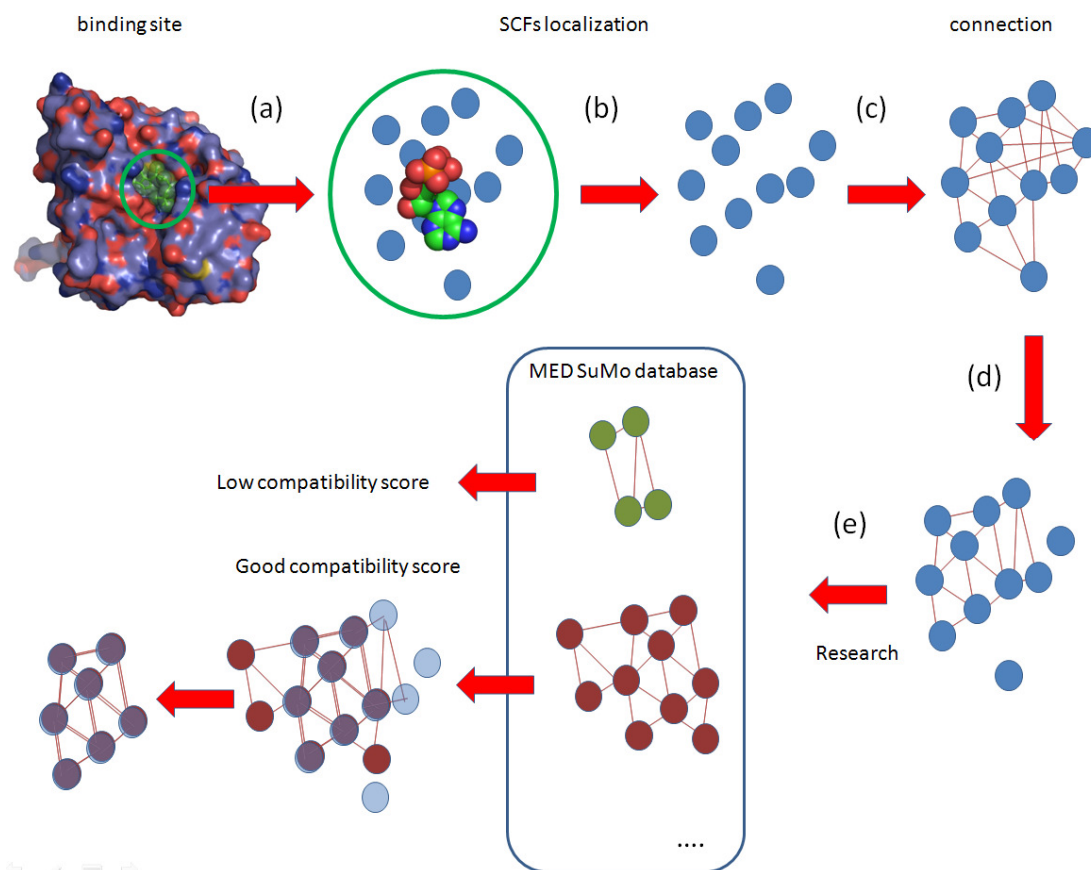 binding site
SCFs localization
connection
(a)
(b)
(c)
(d)
MED SuMo database
Low compatibility score
(e)
Good compatibility score
Research
....